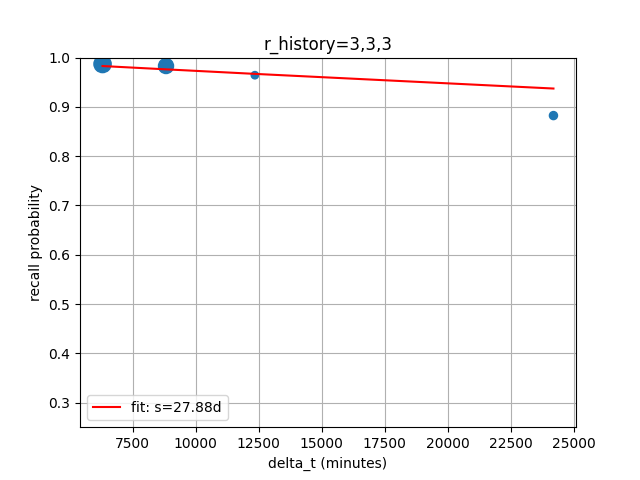 r_history=3,3,3
1.0
0.9
0.8
0.7
0.6
0.5
0.4
0.3
recall probability
fit: s=27.88d
7500 10000 12500 15000 17500 20000 22500 25000
delta_t (minutes)